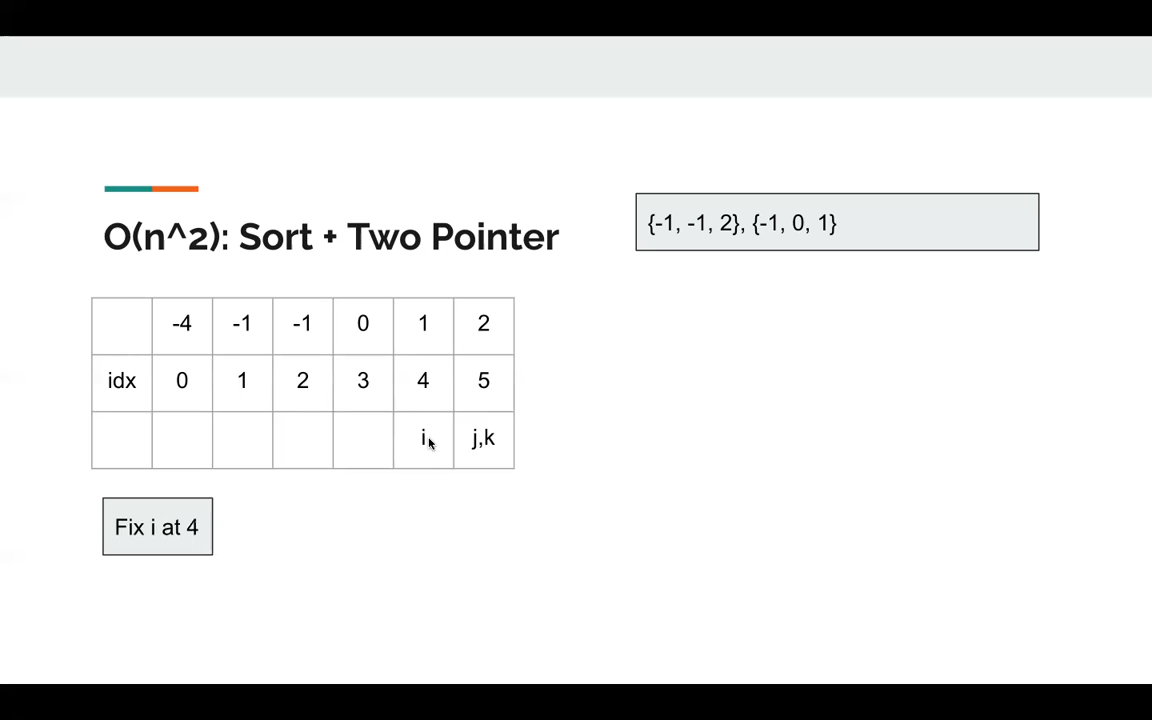 {-1, -1, 2}, {-1, 0, 1}
O(n^2): Sort + Two Pointer
-4 -1 -1 0 1 2
idx 0 1 2 3 4 5
i j,k
Fix i at 4